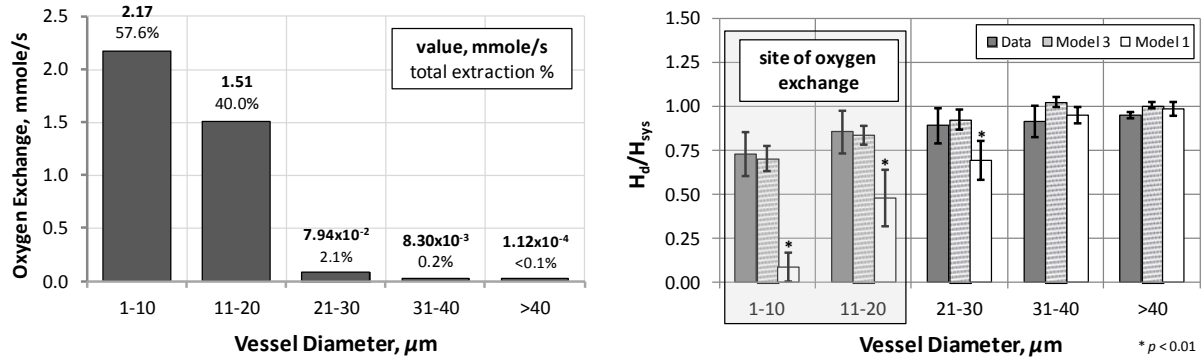 Oxygen Exchange, mmole/s
2.5
2.0
1.5
1.0
0.5
0.0
2.17
57.6%
1.51
40.0%
7.94x10⁻²
2.1%
8.30x10⁻³
0.2%
1.12x10⁻⁴
<0.1%
value, mmole/s
total extraction %
1-10 11-20 21-30 31-40 >40
Vessel Diameter, μm
H_d/H_sys
1.50
1.25
1.00
0.75
0.50
0.25
0.00
Data Model 3 Model 1
site of oxygen
exchange
*
*
*
1-10 11-20 21-30 31-40 >40
Vessel Diameter, μm
* p < 0.01